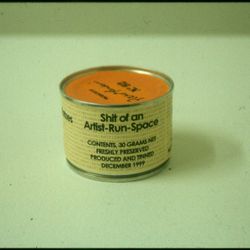 Shit of an
Artist-Run-Space
CONTENTS, 30 GRAMS NET
FRESHLY PRESERVED
PRODUCED AND TINNED
DECEMBER 1999